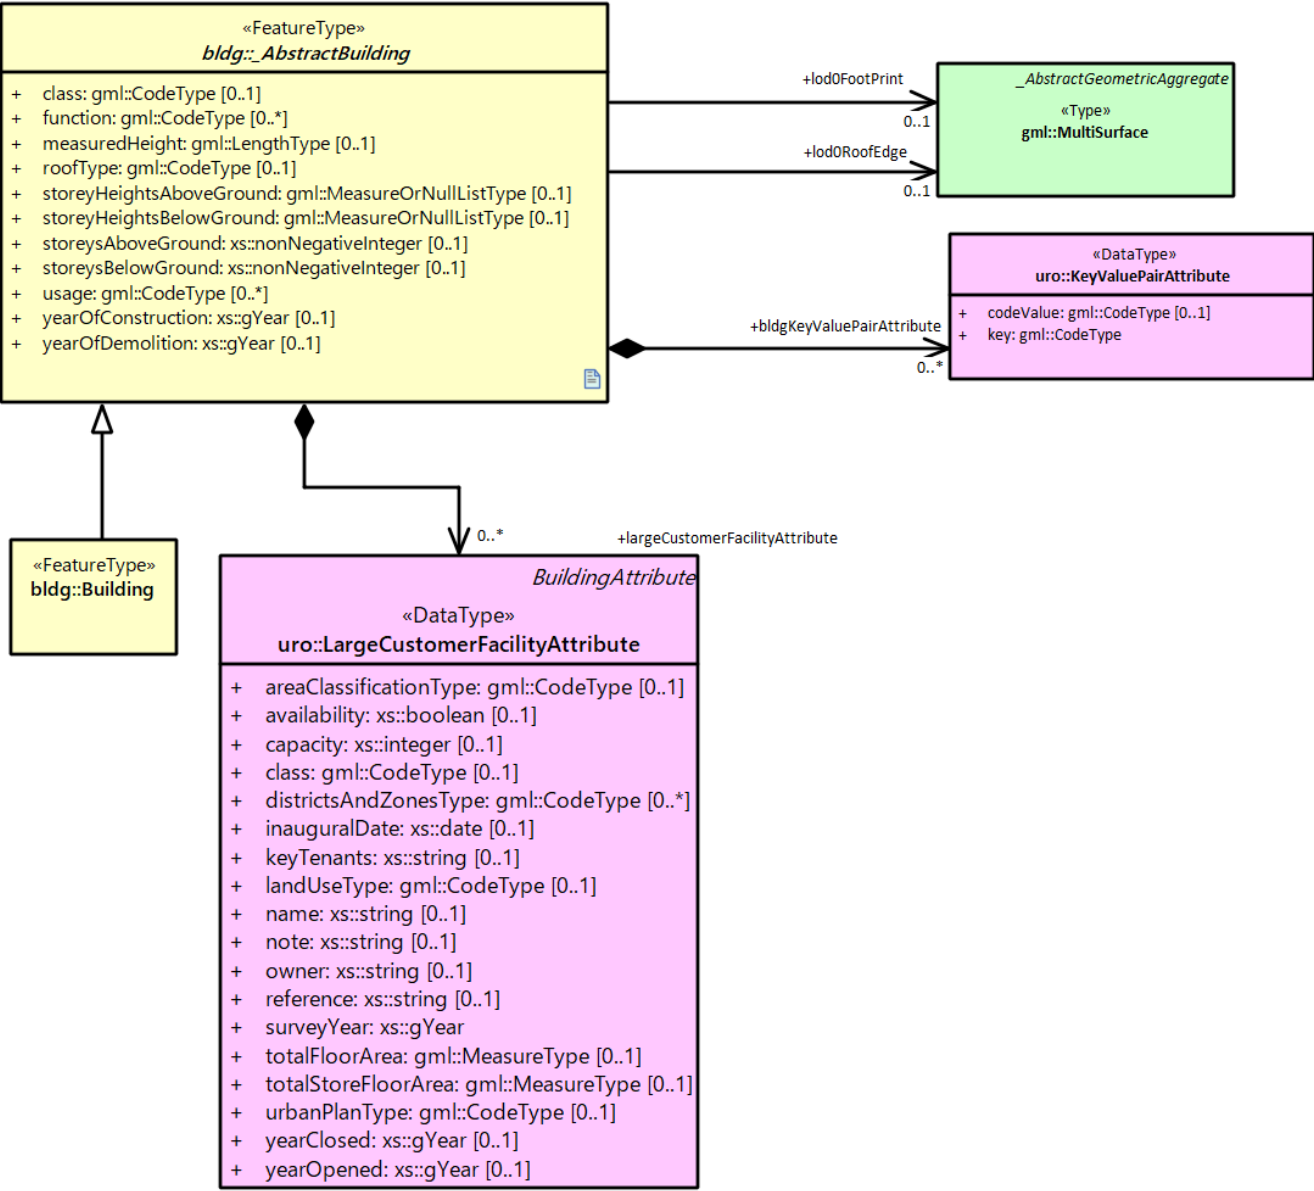 «FeatureType»
bldg::_AbstractBuilding
+ class: gml::CodeType [0..1]
+ function: gml::CodeType [0..*]
+ measuredHeight: gml::LengthType [0..1]
+ roofType: gml::CodeType [0..1]
+ storeyHeightsAboveGround: gml::MeasureOrNullListType [0..1]
+ storeyHeightsBelowGround: gml::MeasureOrNullListType [0..1]
+ storeysAboveGround: xs::nonNegativeInteger [0..1]
+ storeysBelowGround: xs::nonNegativeInteger [0..1]
+ usage: gml::CodeType [0..*]
+ yearOfConstruction: xs::gYear [0..1]
+ yearOfDemolition: xs::gYear [0..1]
+lod0FootPrint
0..1
+lod0RoofEdge
0..1
_AbstractGeometricAggregate
«Type»
gml::MultiSurface
+bldgKeyValuePairAttribute
0..*
«DataType»
uro::KeyValuePairAttribute
+ codeValue: gml::CodeType [0..1]
+ key: gml::CodeType
«FeatureType»
bldg::Building
0..*
+largeCustomerFacilityAttribute
BuildingAttribute
«DataType»
uro::LargeCustomerFacilityAttribute
+ areaClassificationType: gml::CodeType [0..1]
+ availability: xs::boolean [0..1]
+ capacity: xs::integer [0..1]
+ class: gml::CodeType [0..1]
+ districtsAndZonesType: gml::CodeType [0..*]
+ inauguralDate: xs::date [0..1]
+ keyTenants: xs::string [0..1]
+ landUseType: gml::CodeType [0..1]
+ name: xs::string [0..1]
+ note: xs::string [0..1]
+ owner: xs::string [0..1]
+ reference: xs::string [0..1]
+ surveyYear: xs::gYear
+ totalFloorArea: gml::MeasureType [0..1]
+ totalStoreFloorArea: gml::MeasureType [0..1]
+ urbanPlanType: gml::CodeType [0..1]
+ yearClosed: xs::gYear [0..1]
+ yearOpened: xs::gYear [0..1]